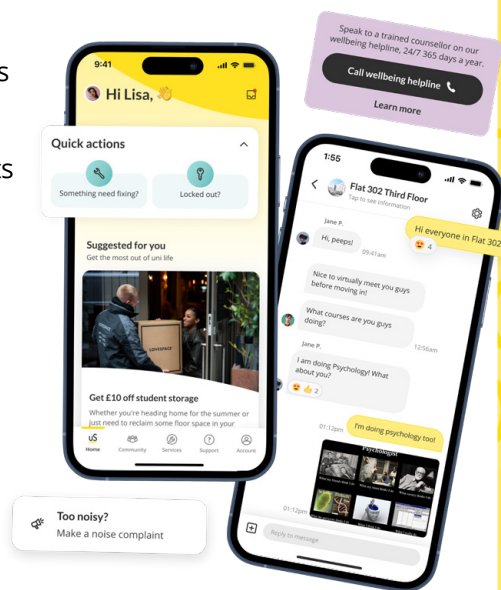 s
ts
9:41
Hi Lisa,
Quick actions
Something need fixing?
Locked out?
Suggested for you
Get the most out of uni life
LOVESPACE
Get £10 off student storage
Whether you're heading home for the summer or
just need to reclaim some floor space in your
uS
Home
Community
Services
Support
Account
Too noisy?
Make a noise complaint
Speak to a trained counsellor on our
wellbeing helpline, 24/7 365 days a year.
Call wellbeing helpline
Learn more
1:55
Flat 302 Third Floor
Tap to see information
Hi everyone in Flat 302
4
Jane P.
Hi, peeps!
09:41am
Nice to virtually meet you guys
before moving in!
What courses are you guys
doing?
12:56am
Jane P.
I am doing Psychology! What
about you?
2
01:12pm
I'm doing psychology too!
Psychologist
01:12pm
Reply to message